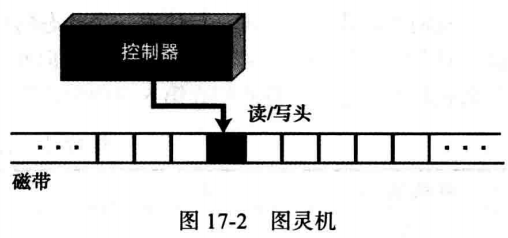 控制器
读/写头
. . .
. . .
磁带
图 17-2 图灵机